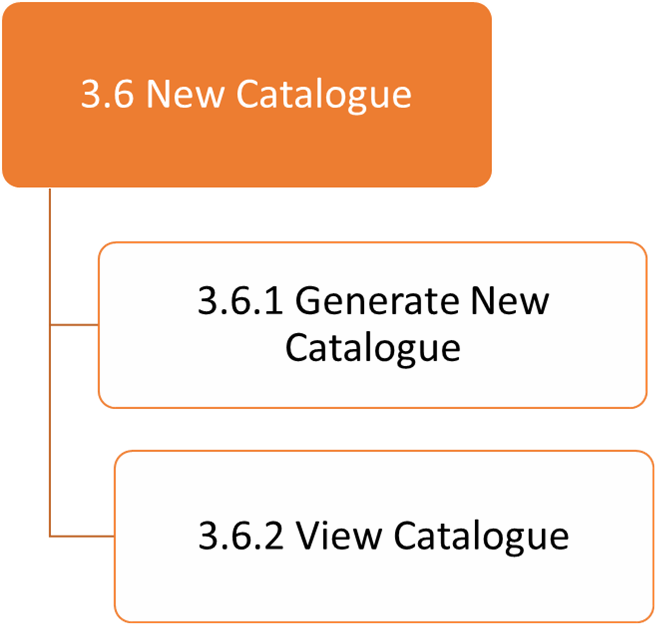 3.6 New Catalogue
3.6.1 Generate New
Catalogue
3.6.2 View Catalogue